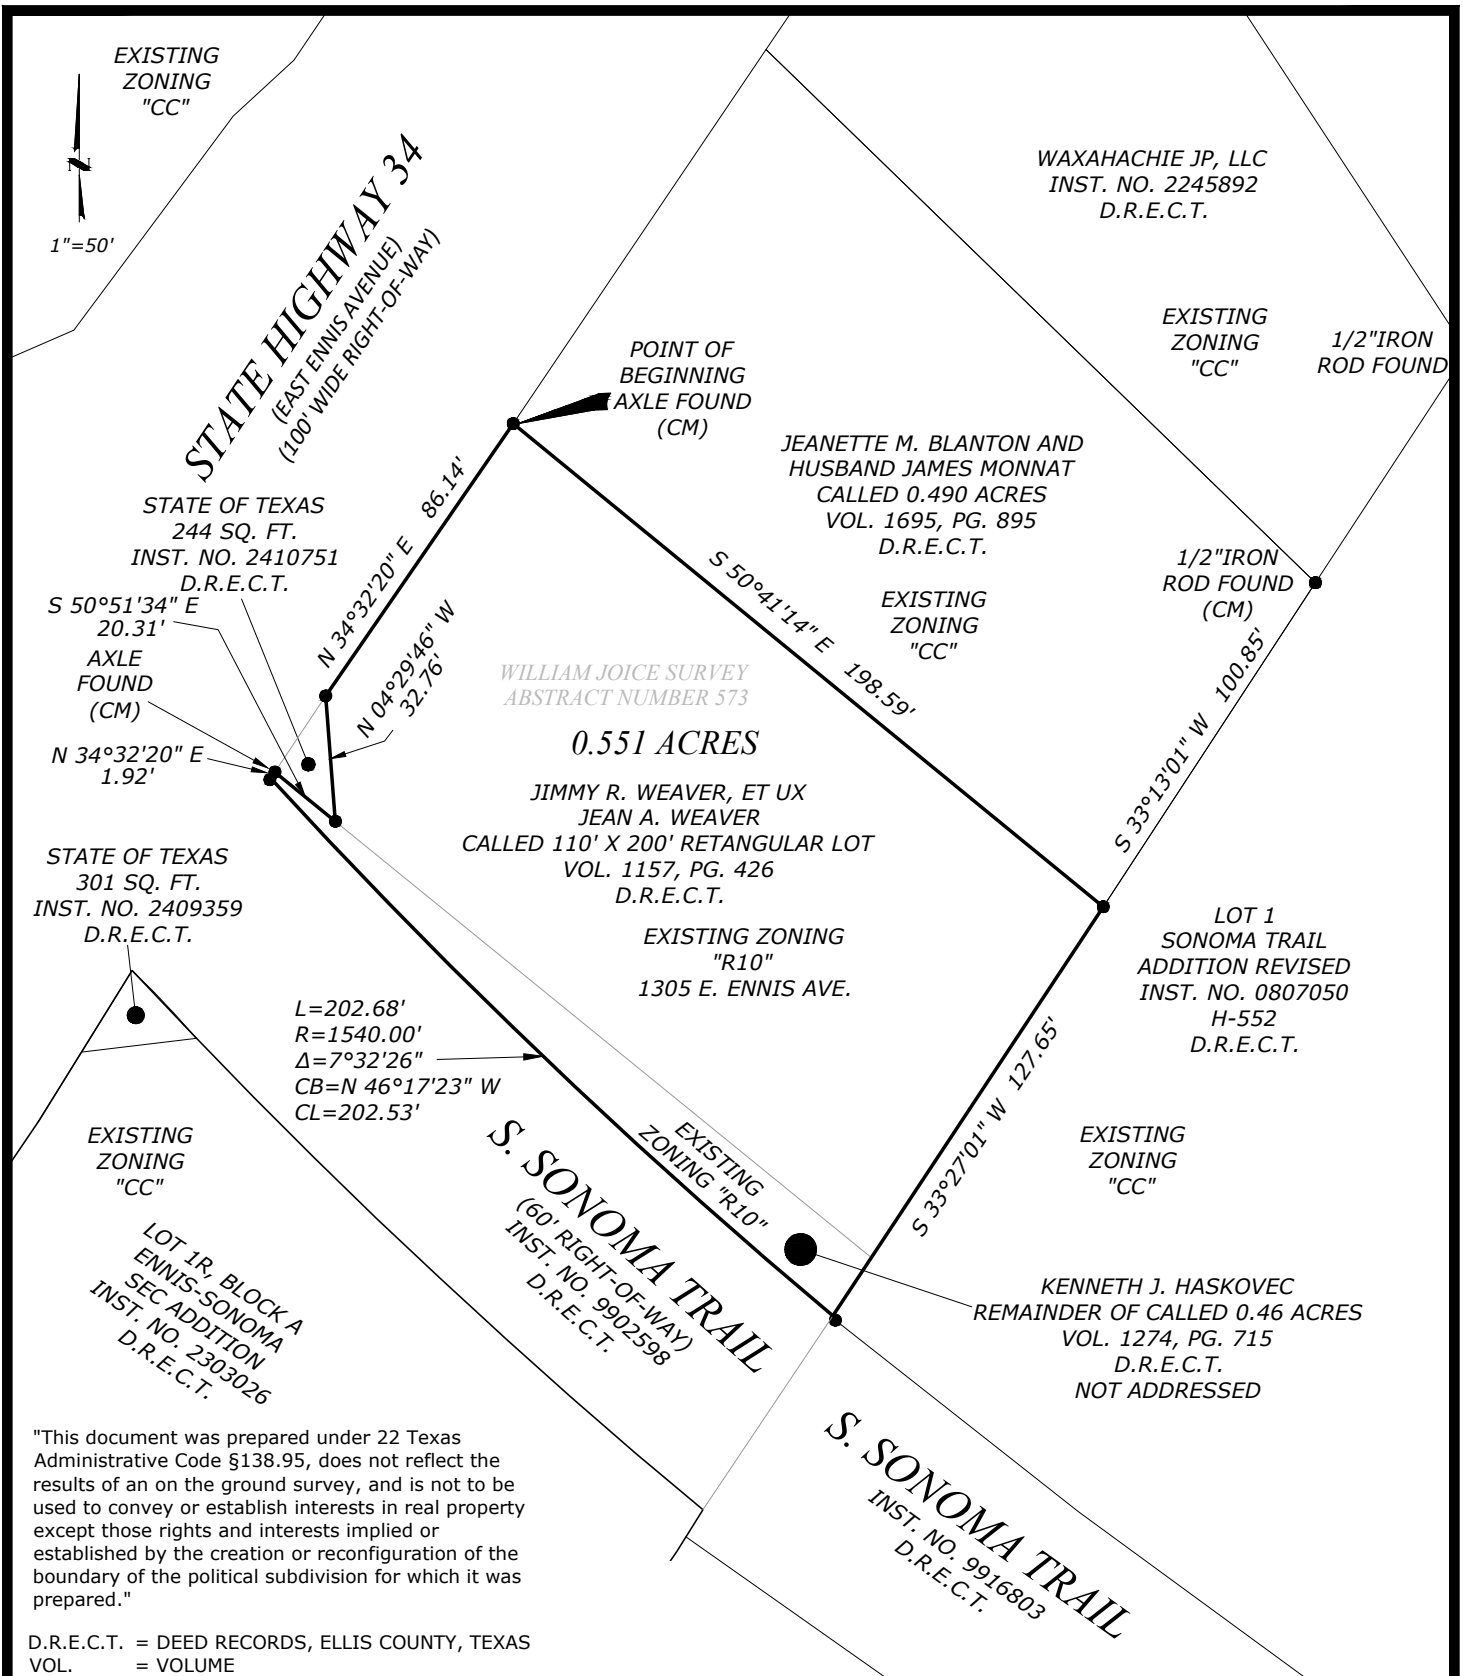 EXISTING
ZONING
"CC"
N
1"=50'
STATE HIGHWAY 34
(EAST ENNIS AVENUE)
(100' WIDE RIGHT-OF-WAY)
WAXAHACHIE JP, LLC
INST. NO. 2245892
D.R.E.C.T.
EXISTING
ZONING
"CC"
1/2"IRON
ROD FOUND
POINT OF
BEGINNING
AXLE FOUND
(CM)
JEANETTE M. BLANTON AND
HUSBAND JAMES MONNAT
CALLED 0.490 ACRES
VOL. 1695, PG. 895
D.R.E.C.T.
EXISTING
ZONING
"CC"
1/2"IRON
ROD FOUND
(CM)
STATE OF TEXAS
244 SQ. FT.
INST. NO. 2410751
D.R.E.C.T.
S 50°51'34" E
20.31'
AXLE
FOUND
(CM)
N 34°32'20" E
1.92'
N 34°32'20" E 86.14'
N 04°29'46" W
32.76'
S 50°41'14" E 198.59'
S 33°13'01" W 100.85'
WILLIAM JOICE SURVEY
ABSTRACT NUMBER 573
0.551 ACRES
JIMMY R. WEAVER, ET UX
JEAN A. WEAVER
CALLED 110' X 200' RETANGULAR LOT
VOL. 1157, PG. 426
D.R.E.C.T.
EXISTING ZONING
"R10"
1305 E. ENNIS AVE.
STATE OF TEXAS
301 SQ. FT.
INST. NO. 2409359
D.R.E.C.T.
LOT 1
SONOMA TRAIL
ADDITION REVISED
INST. NO. 0807050
H-552
D.R.E.C.T.
L=202.68'
R=1540.00'
Δ=7°32'26"
CB=N 46°17'23" W
CL=202.53'
S 33°27'01" W 127.65'
EXISTING
ZONING
"CC"
EXISTING
ZONING "R10"
EXISTING
ZONING
"CC"
S. SONOMA TRAIL
(60' RIGHT-OF-WAY)
INST. NO. 9902598
D.R.E.C.T.
LOT 1R, BLOCK A
ENNIS-SONOMA
SEC ADDITION
INST. NO. 2303026
D.R.E.C.T.
KENNETH J. HASKOVEC
REMAINDER OF CALLED 0.46 ACRES
VOL. 1274, PG. 715
D.R.E.C.T.
NOT ADDRESSED
S. SONOMA TRAIL
INST. NO. 9916803
D.R.E.C.T.
"This document was prepared under 22 Texas
Administrative Code §138.95, does not reflect the
results of an on the ground survey, and is not to be
used to convey or establish interests in real property
except those rights and interests implied or
established by the creation or reconfiguration of the
boundary of the political subdivision for which it was
prepared."
D.R.E.C.T. = DEED RECORDS, ELLIS COUNTY, TEXAS
VOL. = VOLUME